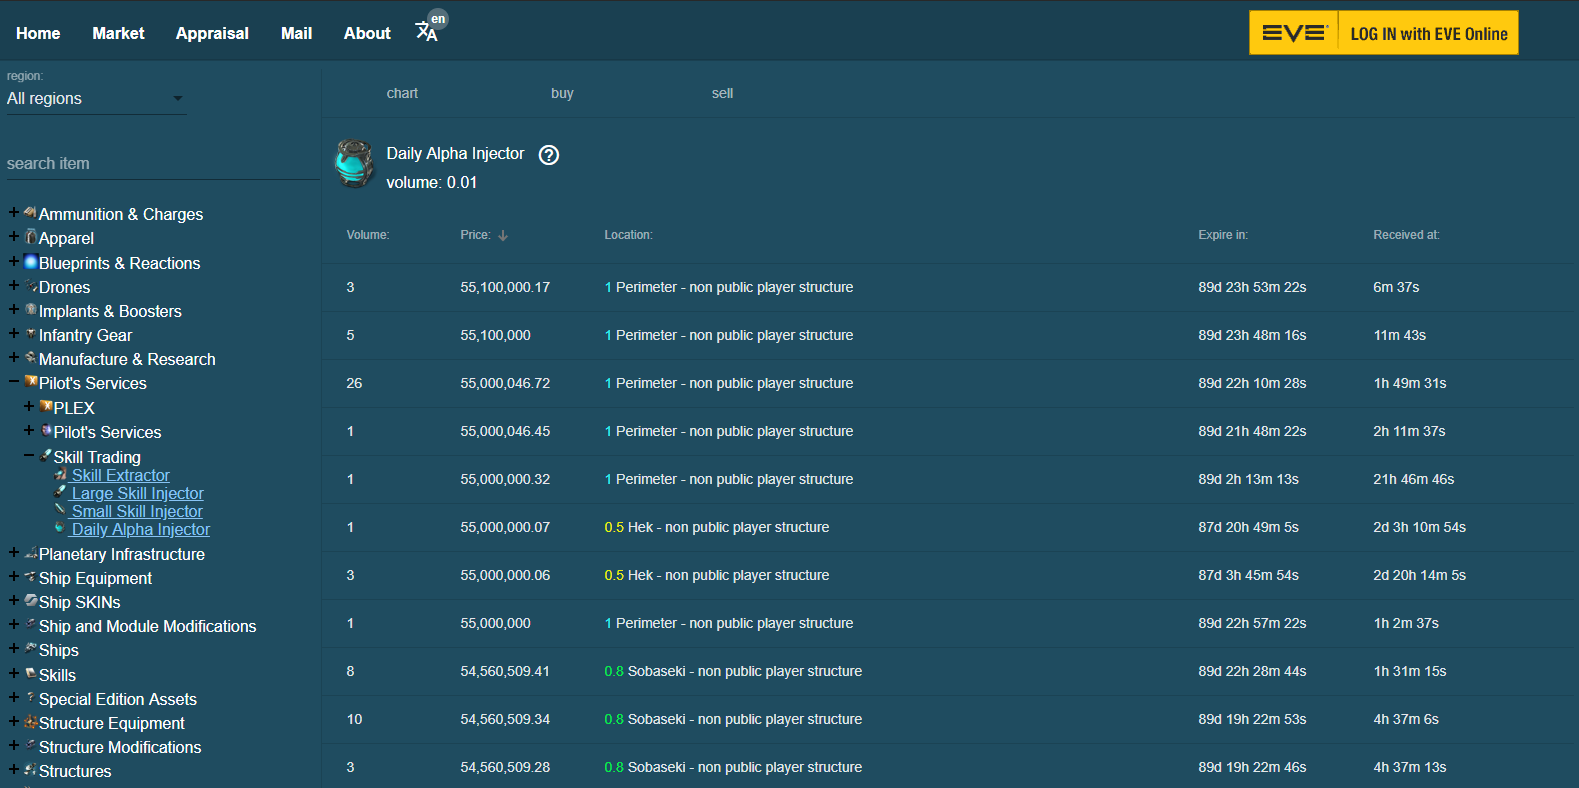 Home Market Appraisal Mail About en
EVE LOG IN with EVE Online
region:
All regions
search item
Ammunition & Charges
Apparel
Blueprints & Reactions
Drones
Implants & Boosters
Infantry Gear
Manufacture & Research
Pilot's Services
PLEX
Pilot's Services
Skill Trading
Skill Extractor
Large Skill Injector
Small Skill Injector
Daily Alpha Injector
Planetary Infrastructure
Ship Equipment
Ship SKINs
Ship and Module Modifications
Ships
Skills
Special Edition Assets
Structure Equipment
Structure Modifications
Structures
chart buy sell
Daily Alpha Injector
volume: 0.01
Volume: Price: Location: Expire in: Received at:
3 55,100,000.17 1 Perimeter - non public player structure 89d 23h 53m 22s 6m 37s
5 55,100,000 1 Perimeter - non public player structure 89d 23h 48m 16s 11m 43s
26 55,000,046.72 1 Perimeter - non public player structure 89d 22h 10m 28s 1h 49m 31s
1 55,000,046.45 1 Perimeter - non public player structure 89d 21h 48m 22s 2h 11m 37s
1 55,000,000.32 1 Perimeter - non public player structure 89d 2h 13m 13s 21h 46m 46s
1 55,000,000.07 0.5 Hek - non public player structure 87d 20h 49m 5s 2d 3h 10m 54s
3 55,000,000.06 0.5 Hek - non public player structure 87d 3h 45m 54s 2d 20h 14m 5s
1 55,000,000 1 Perimeter - non public player structure 89d 22h 57m 22s 1h 2m 37s
8 54,560,509.41 0.8 Sobaseki - non public player structure 89d 22h 28m 44s 1h 31m 15s
10 54,560,509.34 0.8 Sobaseki - non public player structure 89d 19h 22m 53s 4h 37m 6s
3 54,560,509.28 0.8 Sobaseki - non public player structure 89d 19h 22m 46s 4h 37m 13s